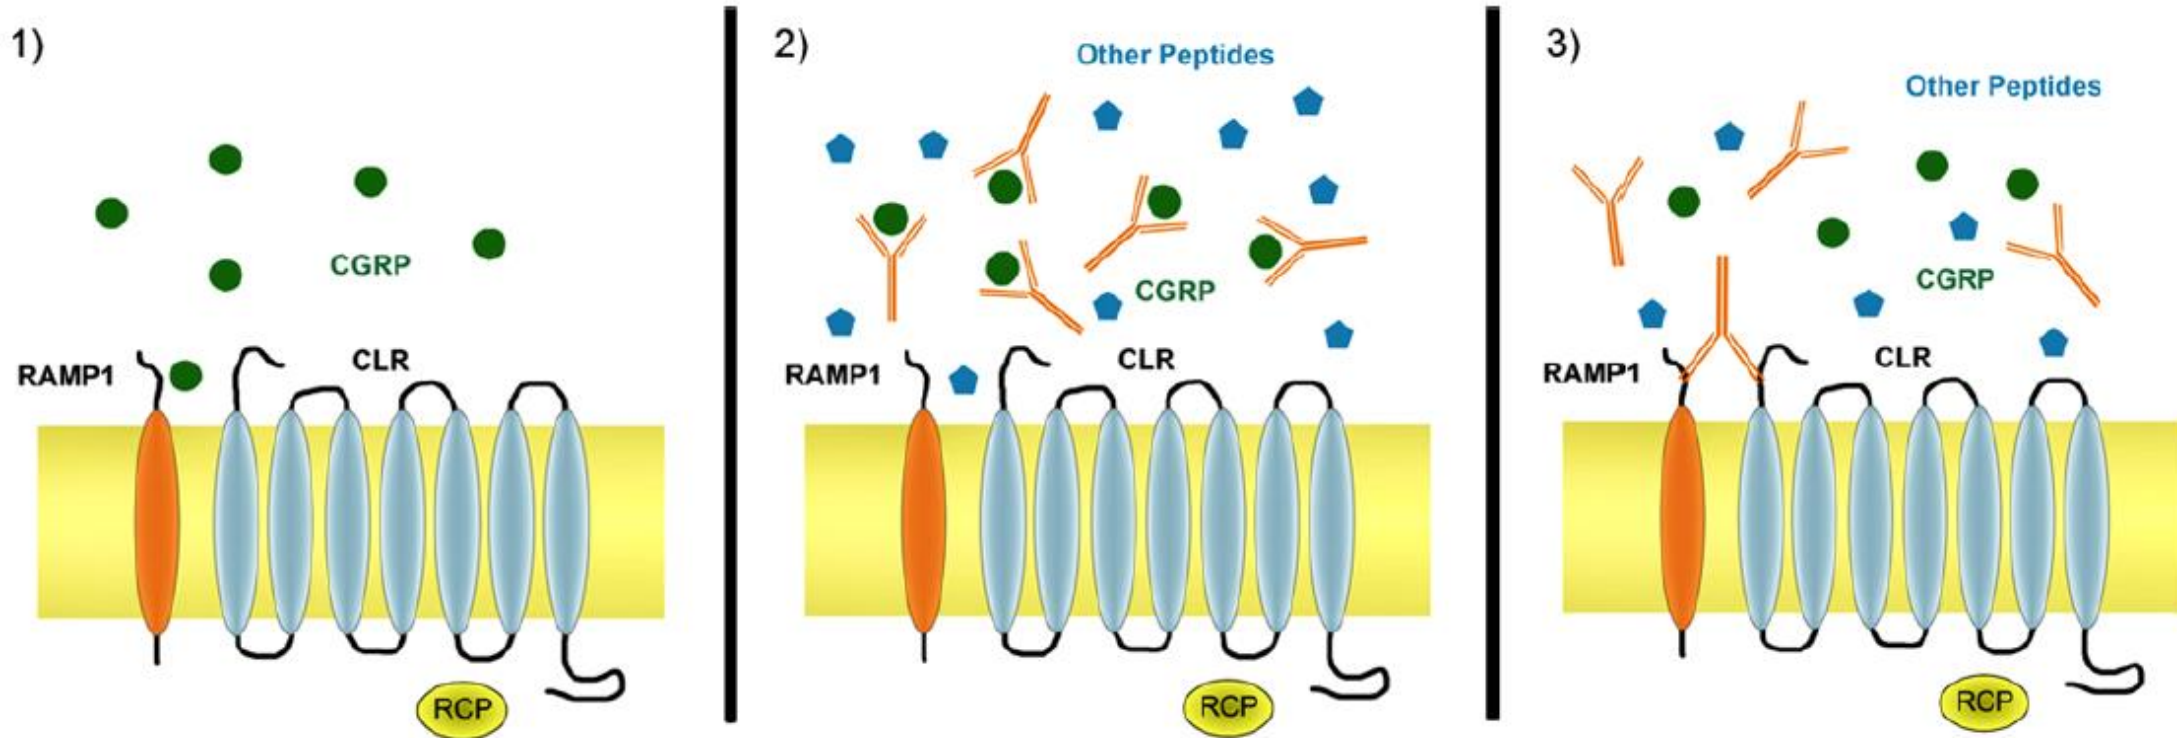 1)
CGRP
RAMP1
CLR
RCP
2)
Other Peptides
CGRP
RAMP1
CLR
RCP
3)
Other Peptides
CGRP
RAMP1
CLR
RCP